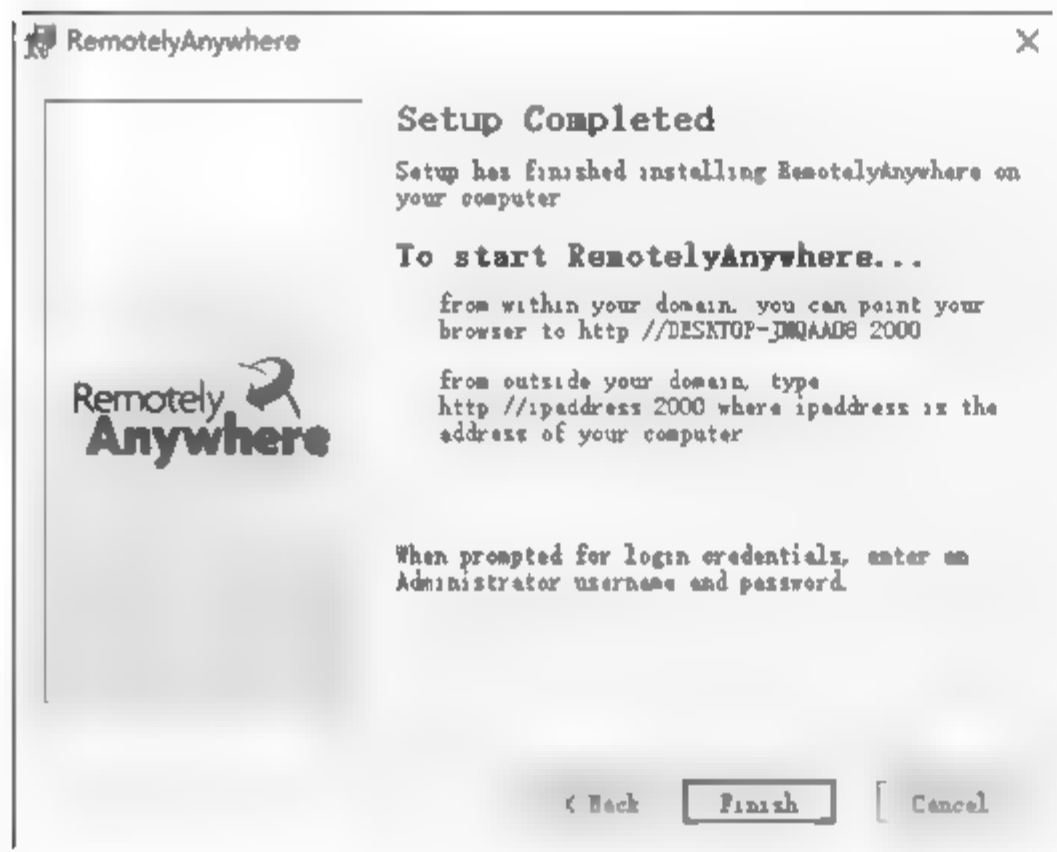 RemotelyAnywhere
Setup Completed
Setup has finished installing RemotelyAnywhere on
your computer
To start RemotelyAnywhere...
from within your domain, you can point your
browser to http://DESKTOP- 2000
from outside your domain, type
http://ipaddress:2000 where ipaddress is the
address of your computer
Remotely
Anywhere
When prompted for login credentials, enter an
Administrator username and password.
< Back
Finish
Cancel